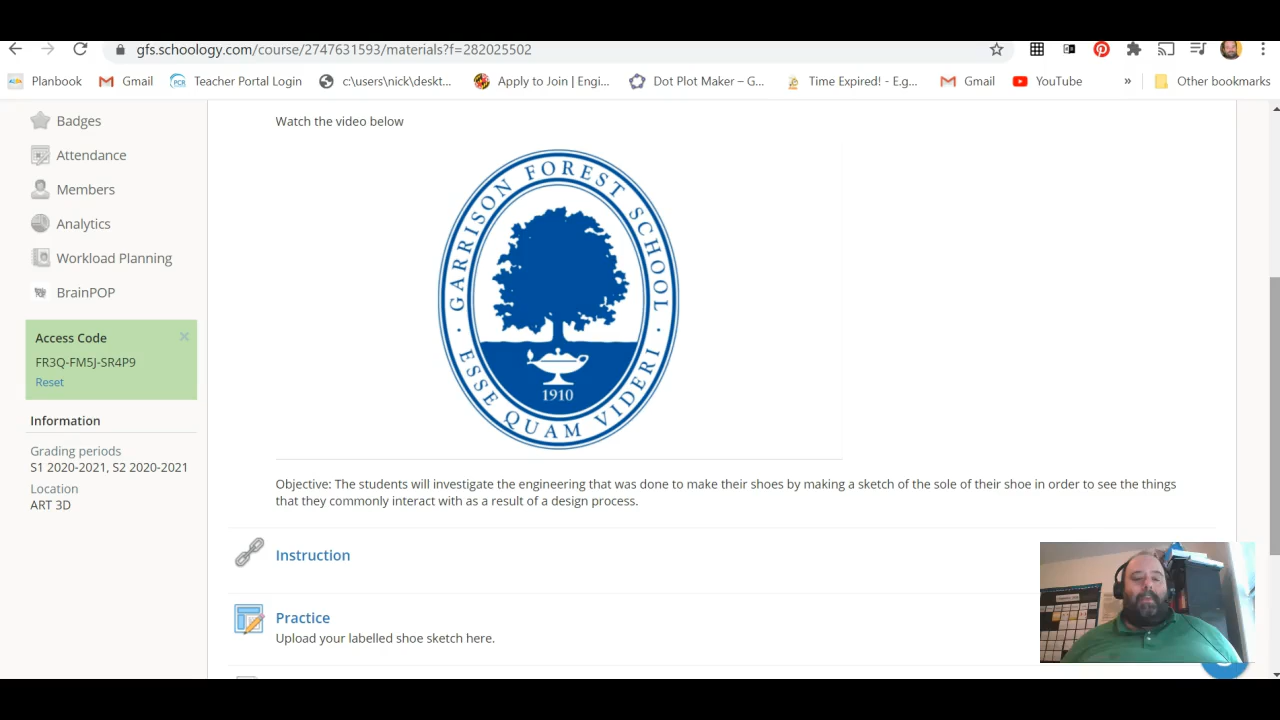 gfs.schoology.com/course/2747631593/materials?f=282025502
Planbook
Gmail
Teacher Portal Login
c:\users\nick\deskt...
Apply to Join | Engi...
Dot Plot Maker – G...
Time Expired! - E.g...
Gmail
YouTube
»
Other bookmarks
Badges
Attendance
Members
Analytics
Workload Planning
BrainPOP
Access Code
FR3Q-FM5J-SR4P9
Reset
Information
Grading periods
S1 2020-2021, S2 2020-2021
Location
ART 3D
Watch the video below
GARRISON FOREST SCHOOL
· ESSE QUAM VIDERI ·
1910
Objective: The students will investigate the engineering that was done to make their shoes by making a sketch of the sole of their shoe in order to see the things
that they commonly interact with as a result of a design process.
Instruction
Practice
Upload your labelled shoe sketch here.